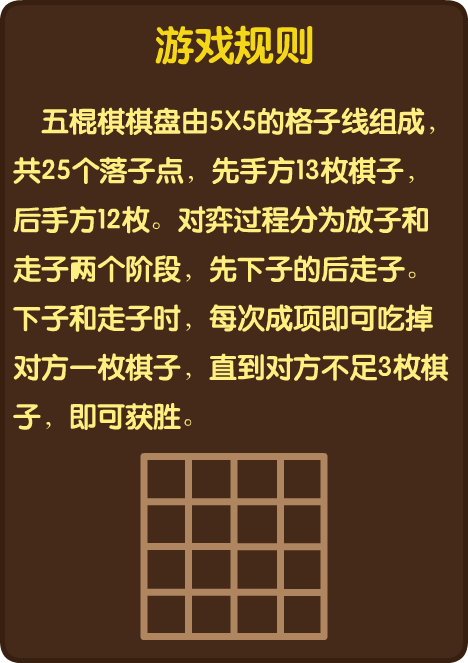 游戏规则
五棍棋棋盘由5X5的格子线组成，
共25个落子点，先手方13枚棋子，
后手方12枚。对弈过程分为放子和
走子两个阶段，先下子的后走子。
下子和走子时，每次成项即可吃掉
对方一枚棋子，直到对方不足3枚棋
子，即可获胜。